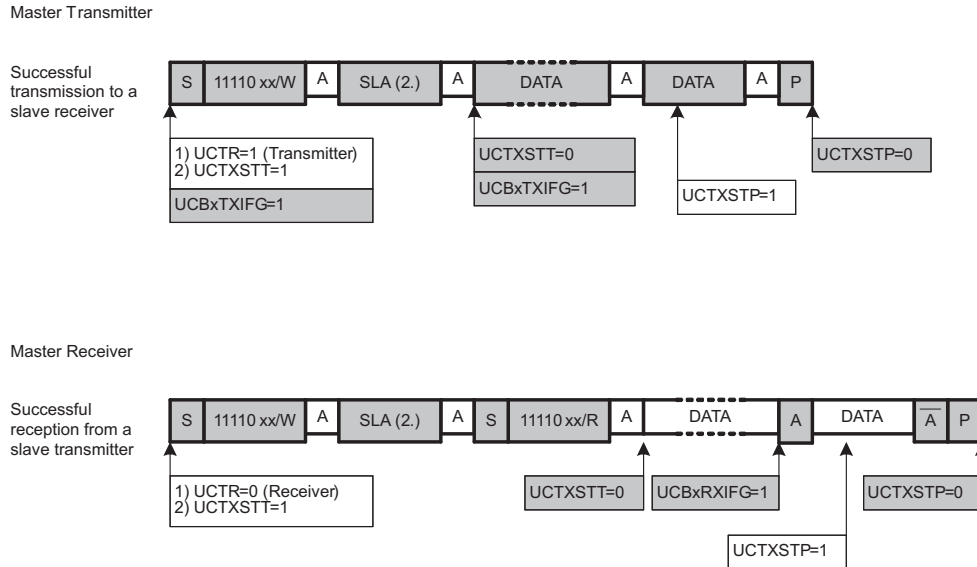 Master Transmitter
Successful
transmission to a
slave receiver
S 11110 xx/W A SLA (2.) A DATA A DATA A P
1) UCTR=1 (Transmitter)
2) UCTXSTT=1
UCBxTXIFG=1
UCTXSTT=0
UCBxTXIFG=1
UCTXSTP=1
UCTXSTP=0
Master Receiver
Successful
reception from a
slave transmitter
S 11110 xx/W A SLA (2.) A S 11110 xx/R A DATA A DATA A̅ P
1) UCTR=0 (Receiver)
2) UCTXSTT=1
UCTXSTT=0
UCBxRXIFG=1
UCTXSTP=1
UCTXSTP=0